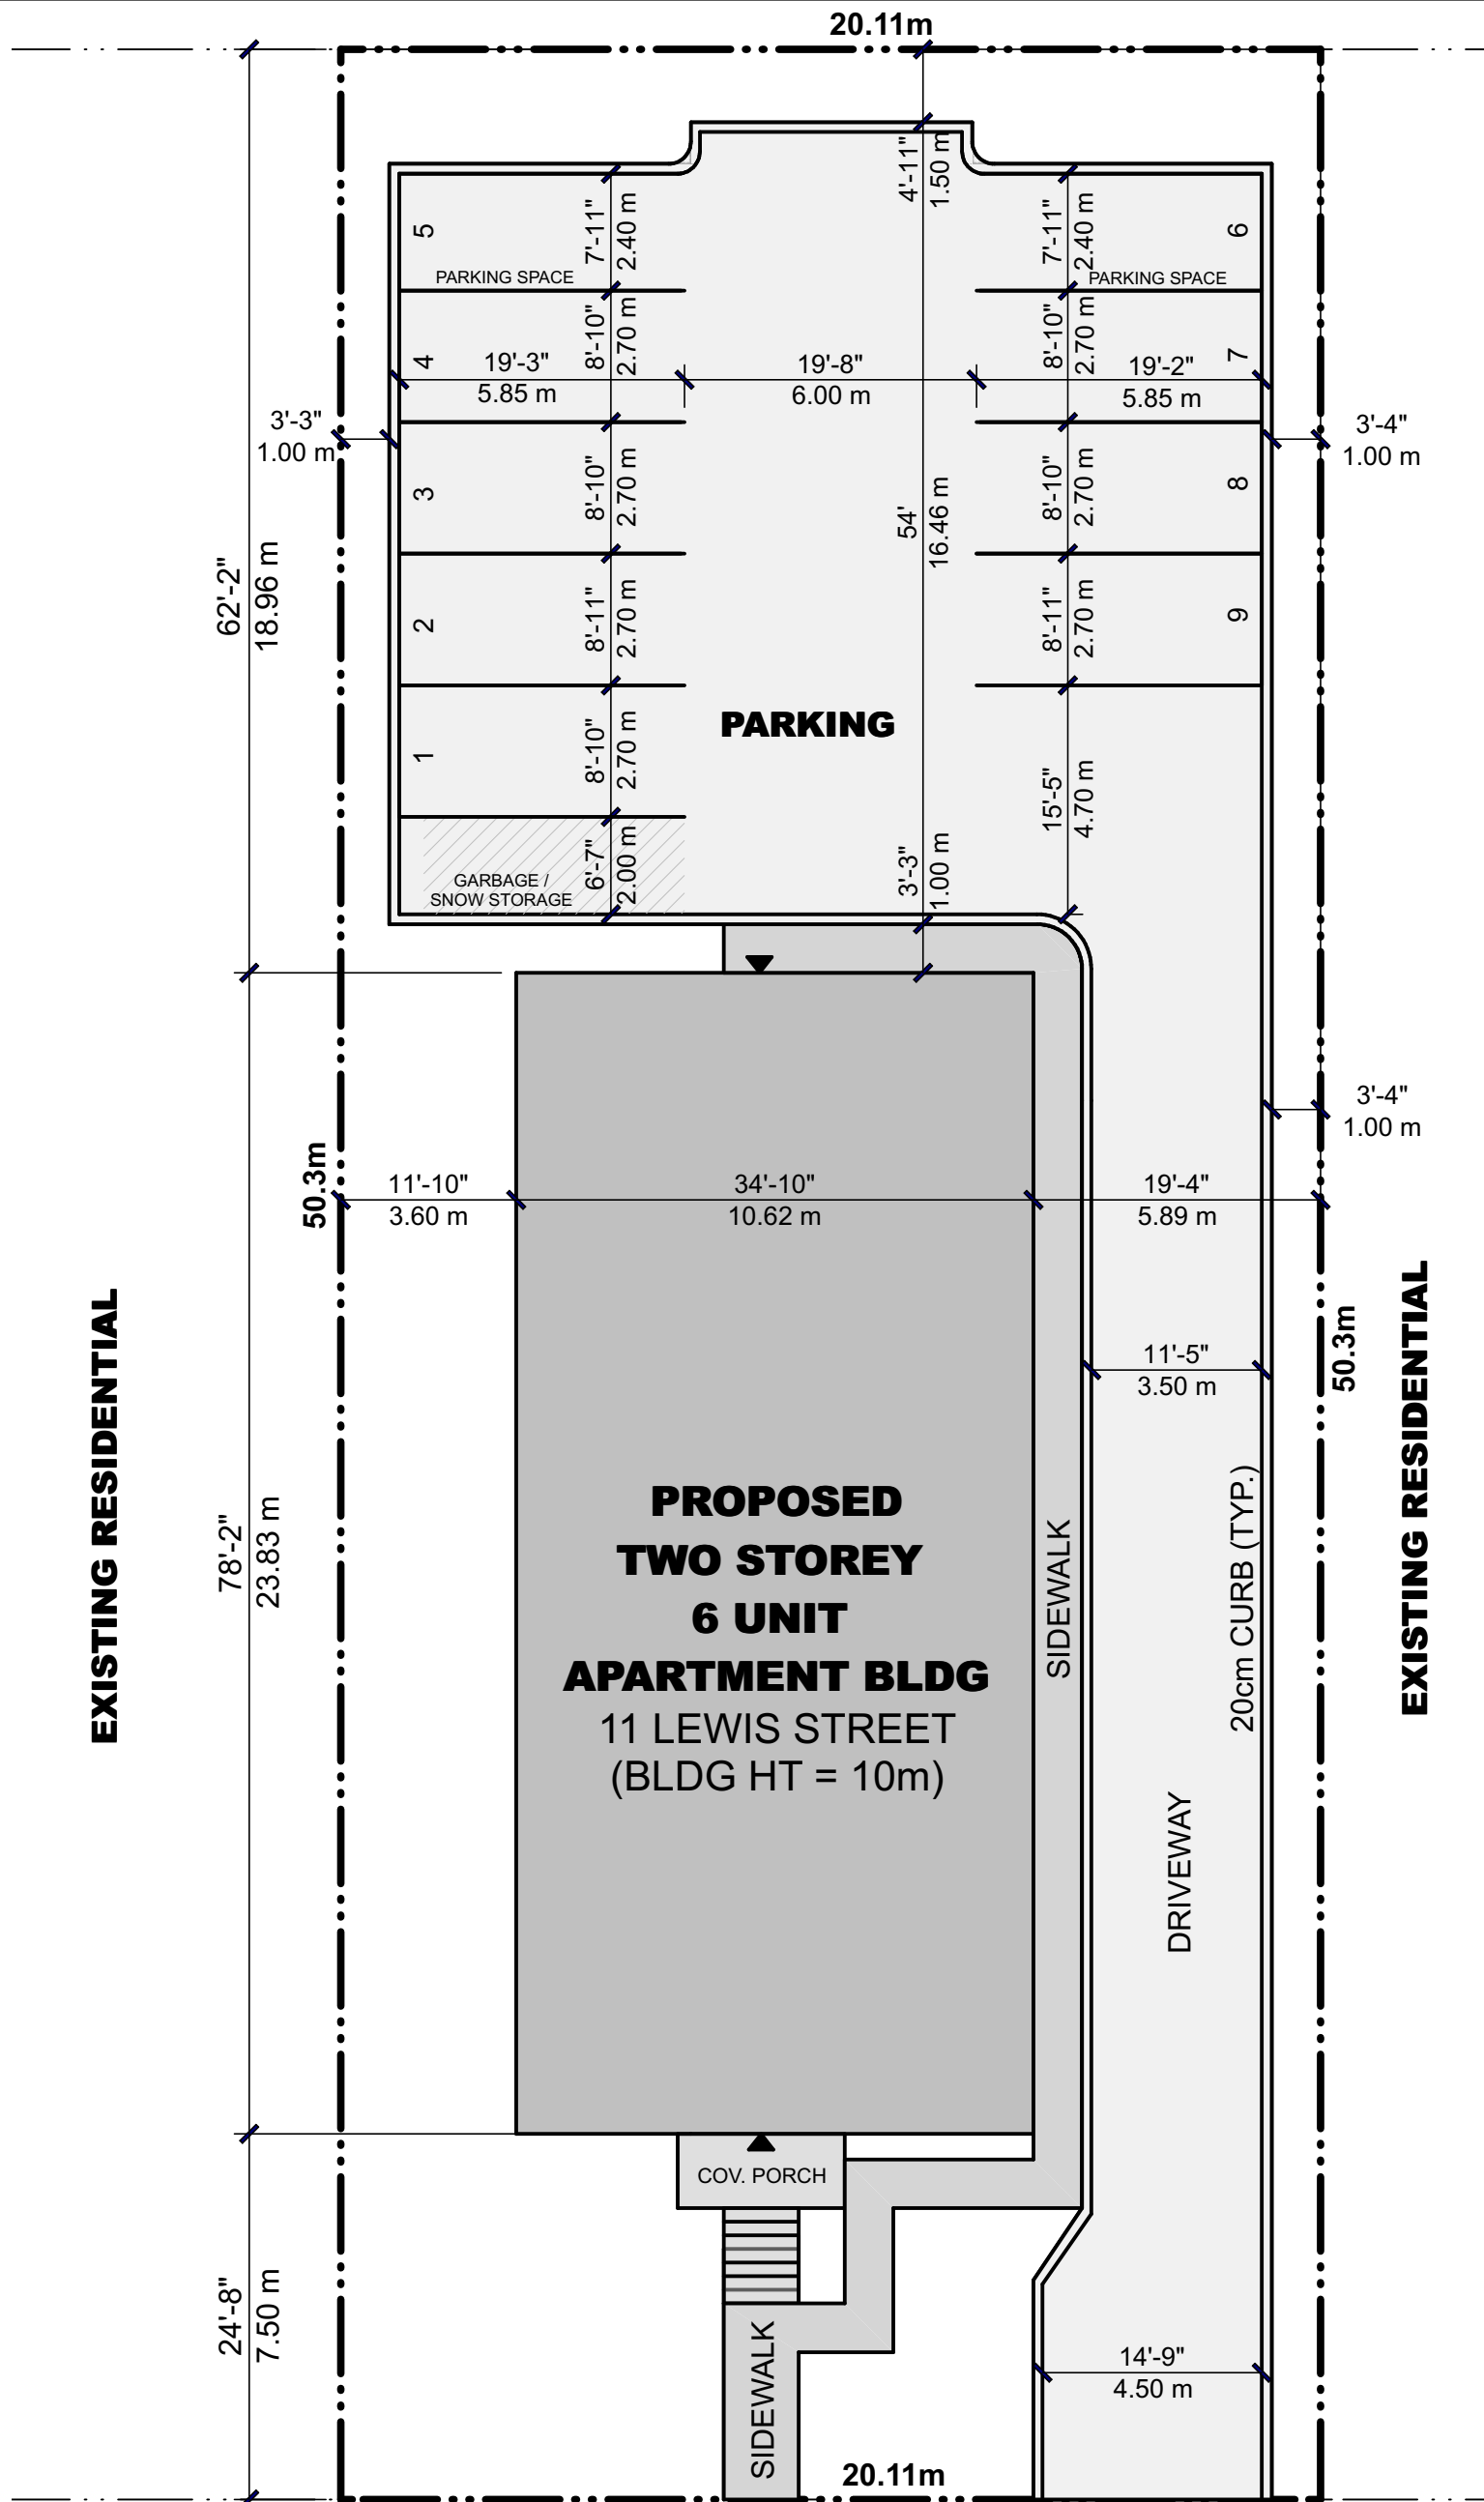 20.11m
4'-11"
1.50 m
5
7'-11"
2.40 m
PARKING SPACE
7'-11"
2.40 m
6
PARKING SPACE
4
8'-10"
2.70 m
19'-3"
5.85 m
19'-8"
6.00 m
8'-10"
2.70 m
19'-2"
5.85 m
7
3'-3"
1.00 m
3'-4"
1.00 m
3
8'-10"
2.70 m
54'
16.46 m
8'-10"
2.70 m
8
62'-2"
18.96 m
2
8'-11"
2.70 m
8'-11"
2.70 m
9
PARKING
1
8'-10"
2.70 m
15'-5"
4.70 m
GARBAGE /
SNOW STORAGE
6'-7"
2.00 m
3'-3"
1.00 m
3'-4"
1.00 m
50.3m
11'-10"
3.60 m
34'-10"
10.62 m
19'-4"
5.89 m
50.3m
11'-5"
3.50 m
EXISTING RESIDENTIAL
EXISTING RESIDENTIAL
78'-2"
23.83 m
PROPOSED
TWO STOREY
6 UNIT
APARTMENT BLDG
11 LEWIS STREET
(BLDG HT = 10m)
SIDEWALK
20cm CURB (TYP.)
DRIVEWAY
COV. PORCH
24'-8"
7.50 m
SIDEWALK
14'-9"
4.50 m
20.11m